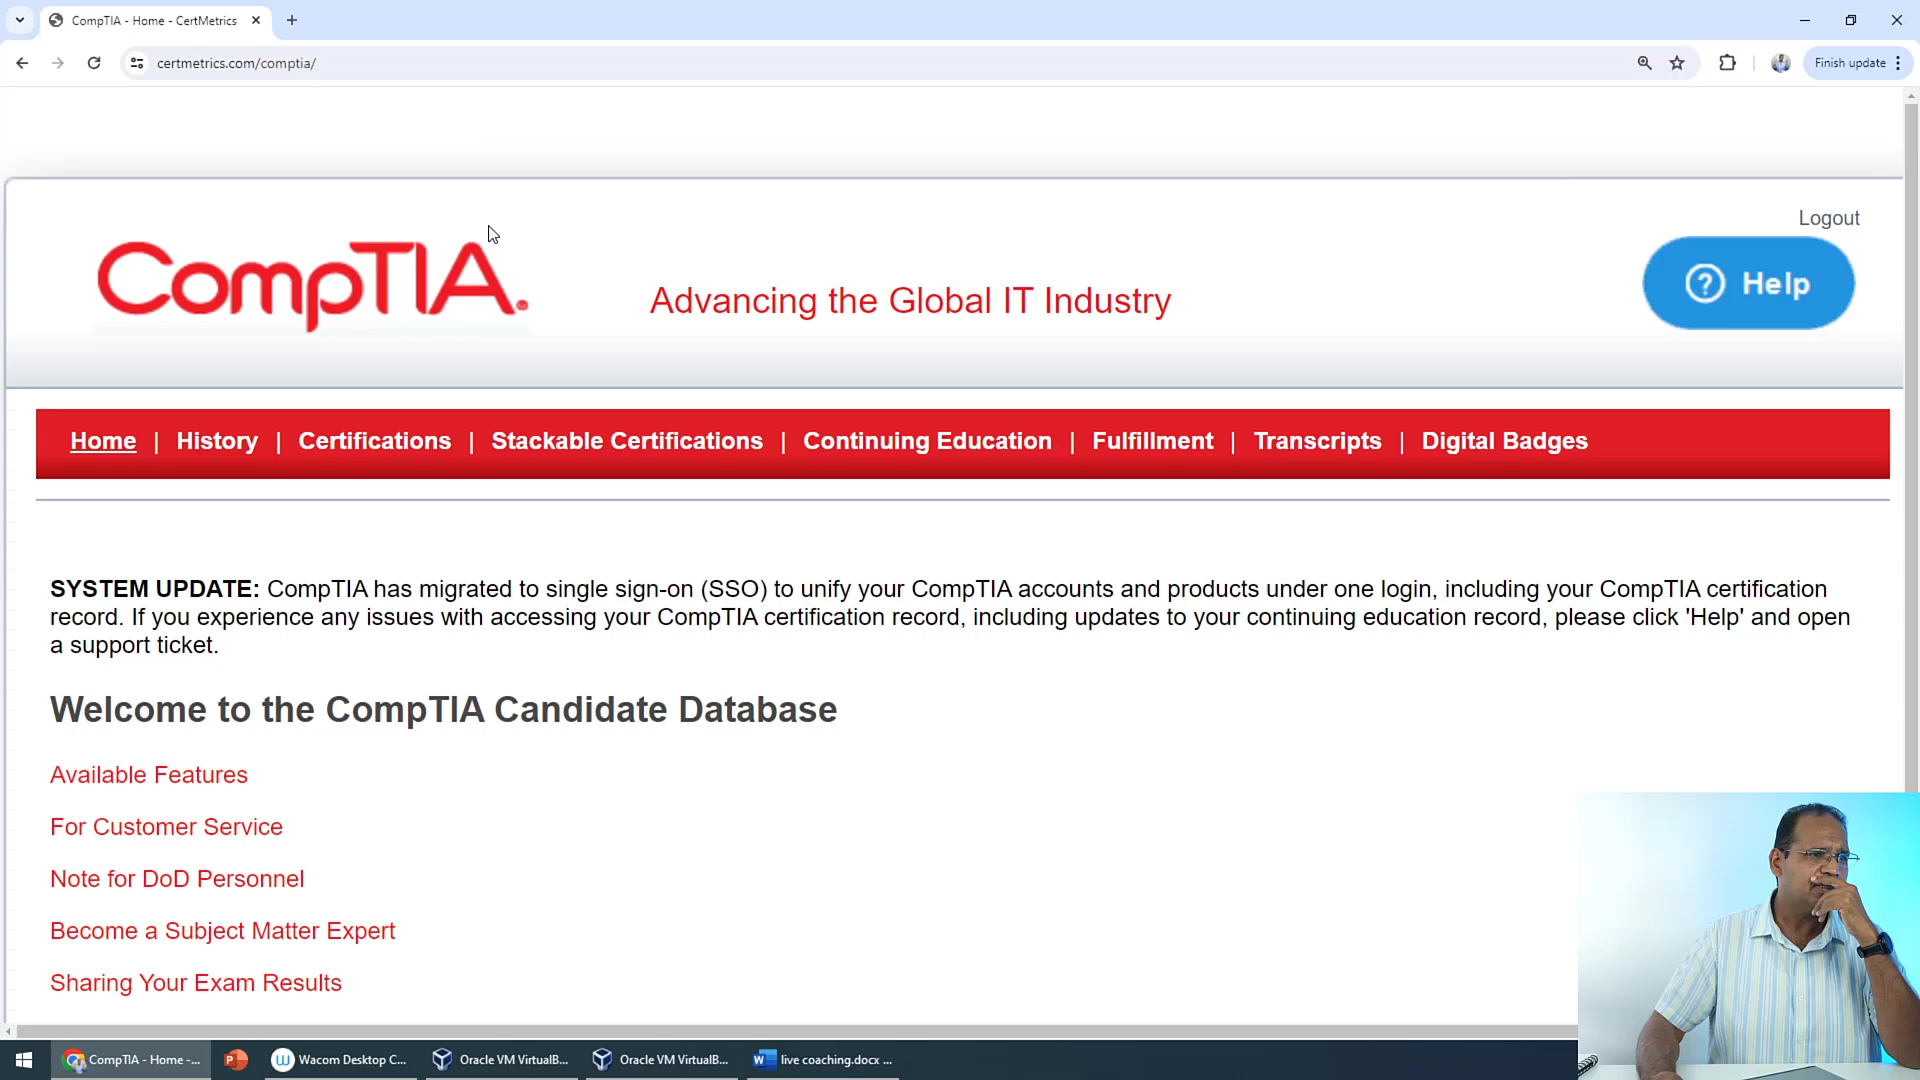 CompTIA - Home - CertMetrics
certmetrics.com/comptia/
Finish update
Logout
CompTIA.
Advancing the Global IT Industry
Help
Home | History | Certifications | Stackable Certifications | Continuing Education | Fulfillment | Transcripts | Digital Badges
SYSTEM UPDATE: CompTIA has migrated to single sign-on (SSO) to unify your CompTIA accounts and products under one login, including your CompTIA certification
record. If you experience any issues with accessing your CompTIA certification record, including updates to your continuing education record, please click 'Help' and open
a support ticket.
Welcome to the CompTIA Candidate Database
Available Features
For Customer Service
Note for DoD Personnel
Become a Subject Matter Expert
Sharing Your Exam Results
CompTIA - Home -... Wacom Desktop C... Oracle VM VirtualB... Oracle VM VirtualB... live coaching.docx ...